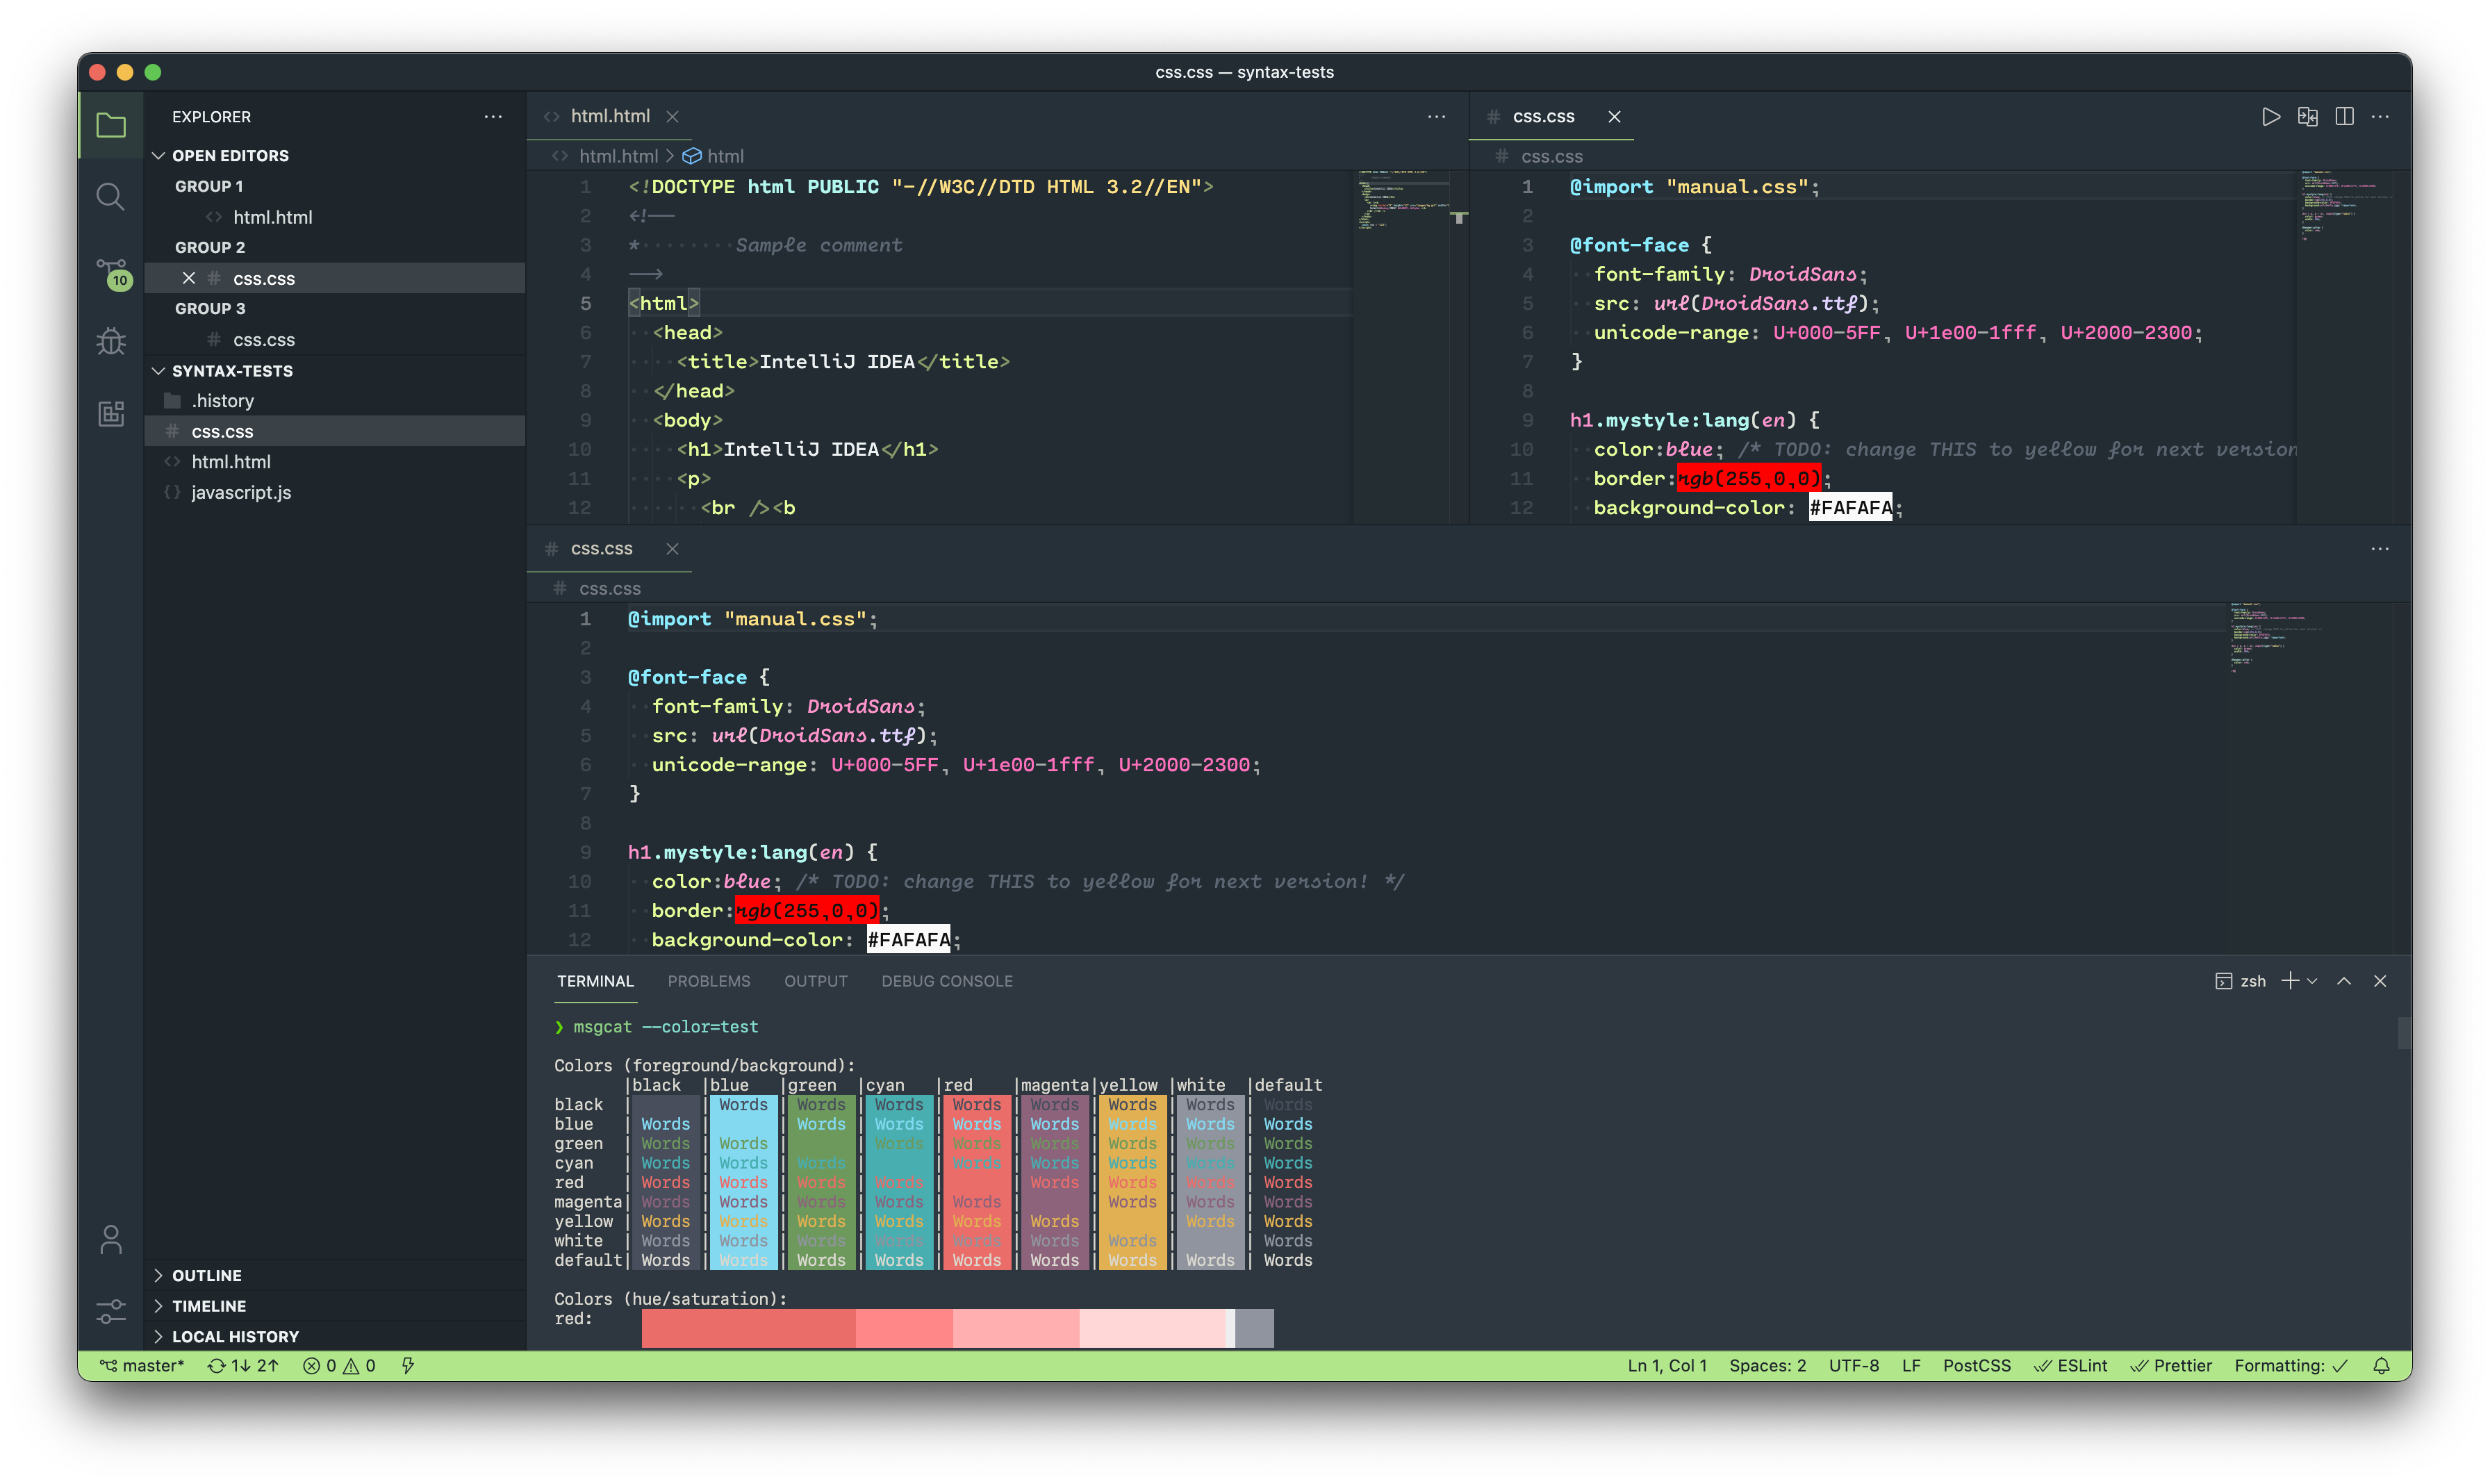 css.css — syntax-tests
EXPLORER
OPEN EDITORS
GROUP 1
html.html
GROUP 2
css.css
GROUP 3
css.css
SYNTAX-TESTS
.history
css.css
html.html
javascript.js
OUTLINE
TIMELINE
LOCAL HISTORY
10
html.html
html.html > html
1 <!DOCTYPE html PUBLIC "-//W3C//DTD HTML 3.2//EN">
2 <!--
3 * Sample comment
4 -->
5 <html>
6 <head>
7 <title>IntelliJ IDEA</title>
8 </head>
9 <body>
10 <h1>IntelliJ IDEA</h1>
11 <p>
12 <br /><b
css.css
css.css
1 @import "manual.css";
2
3 @font-face {
4 font-family: DroidSans;
5 src: url(DroidSans.ttf);
6 unicode-range: U+000-5FF, U+1e00-1fff, U+2000-2300;
7 }
8
9 h1.mystyle:lang(en) {
10 color:blue; /* TODO: change THIS to yellow for next version
11 border:rgb(255,0,0);
12 background-color: #FAFAFA;
css.css
css.css
1 @import "manual.css";
2
3 @font-face {
4 font-family: DroidSans;
5 src: url(DroidSans.ttf);
6 unicode-range: U+000-5FF, U+1e00-1fff, U+2000-2300;
7 }
8
9 h1.mystyle:lang(en) {
10 color:blue; /* TODO: change THIS to yellow for next version! */
11 border:rgb(255,0,0);
12 background-color: #FAFAFA;
TERMINAL PROBLEMS OUTPUT DEBUG CONSOLE zsh
❯ msgcat --color=test
Colors (foreground/background):
|black |blue |green |cyan |red |magenta|yellow |white |default
black | | Words | Words | Words | Words | Words | Words | Words | Words
blue | Words | | Words | Words | Words | Words | Words | Words | Words
green | Words | Words | | Words | Words | Words | Words | Words | Words
cyan | Words | Words | Words | | Words | Words | Words | Words | Words
red | Words | Words | Words | Words | | Words | Words | Words | Words
magenta| Words | Words | Words | Words | Words | | Words | Words | Words
yellow | Words | Words | Words | Words | Words | Words | | Words | Words
white | Words | Words | Words | Words | Words | Words | Words | | Words
default| Words | Words | Words | Words | Words | Words | Words | Words | Words
Colors (hue/saturation):
red:
master* 1↓ 2↑ 0 0 Ln 1, Col 1 Spaces: 2 UTF-8 LF PostCSS ESLint Prettier Formatting: ✓